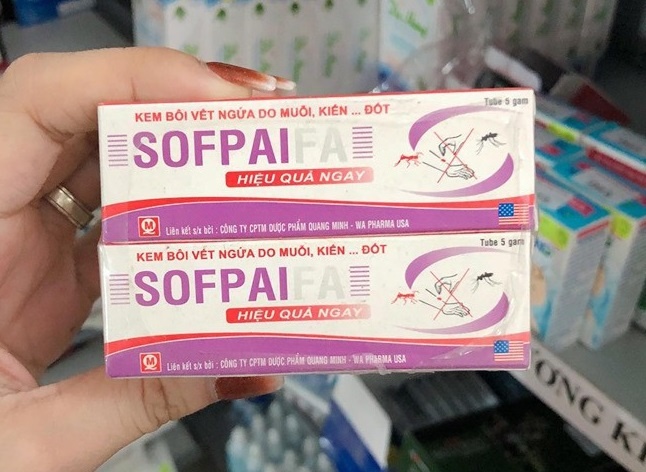 Tube 5 gam
KEM BÔI VẾT NGỨA DO MUỖI, KIẾN ... ĐỐT
SOFPAIFA
HIỆU QUẢ NGAY
M
Liên kết s/x bởi : CÔNG TY CPTM DƯỢC PHẨM QUANG MINH - WA PHARMA USA
Tube 5 gam
KEM BÔI VẾT NGỨA DO MUỖI, KIẾN ... ĐỐT
SOFPAIFA
HIỆU QUẢ NGAY
M
Liên kết s/x bởi : CÔNG TY CPTM DƯỢC PHẨM QUANG MINH - WA PHARMA USA